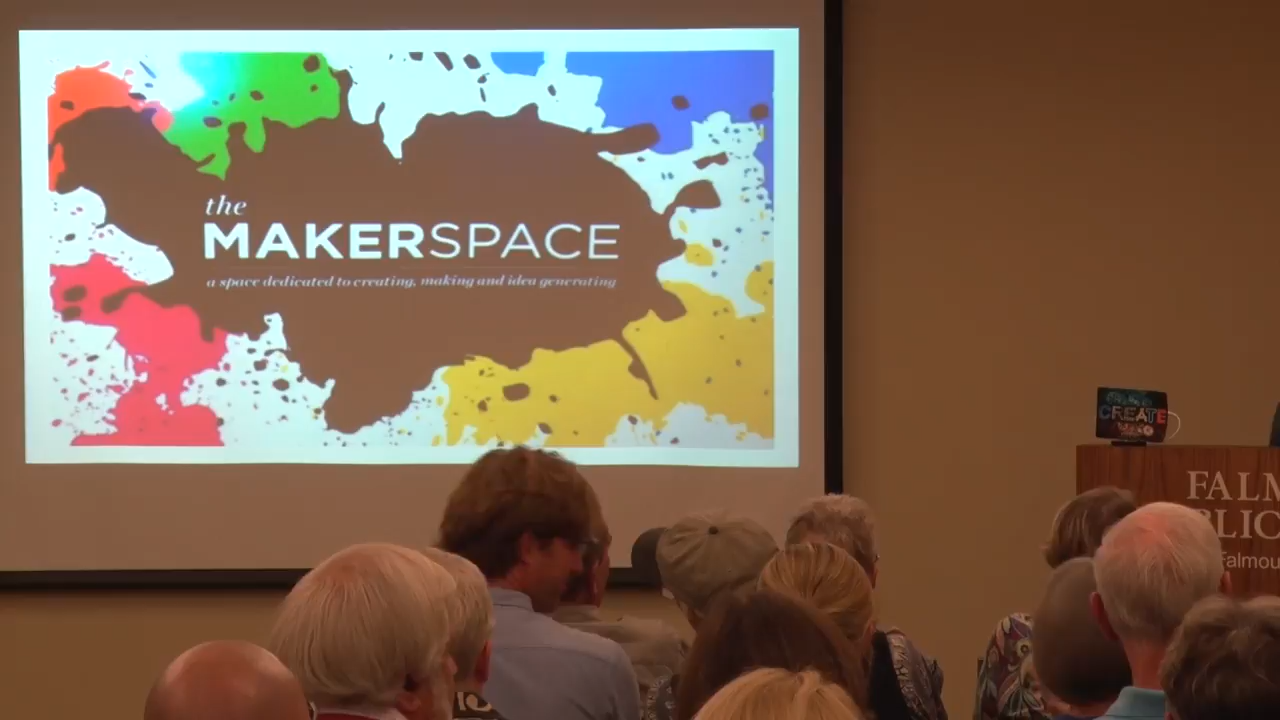 the
MAKERSPACE
a space dedicated to creating, making and idea generating
CREATE
FALM
BLIC
Falmou